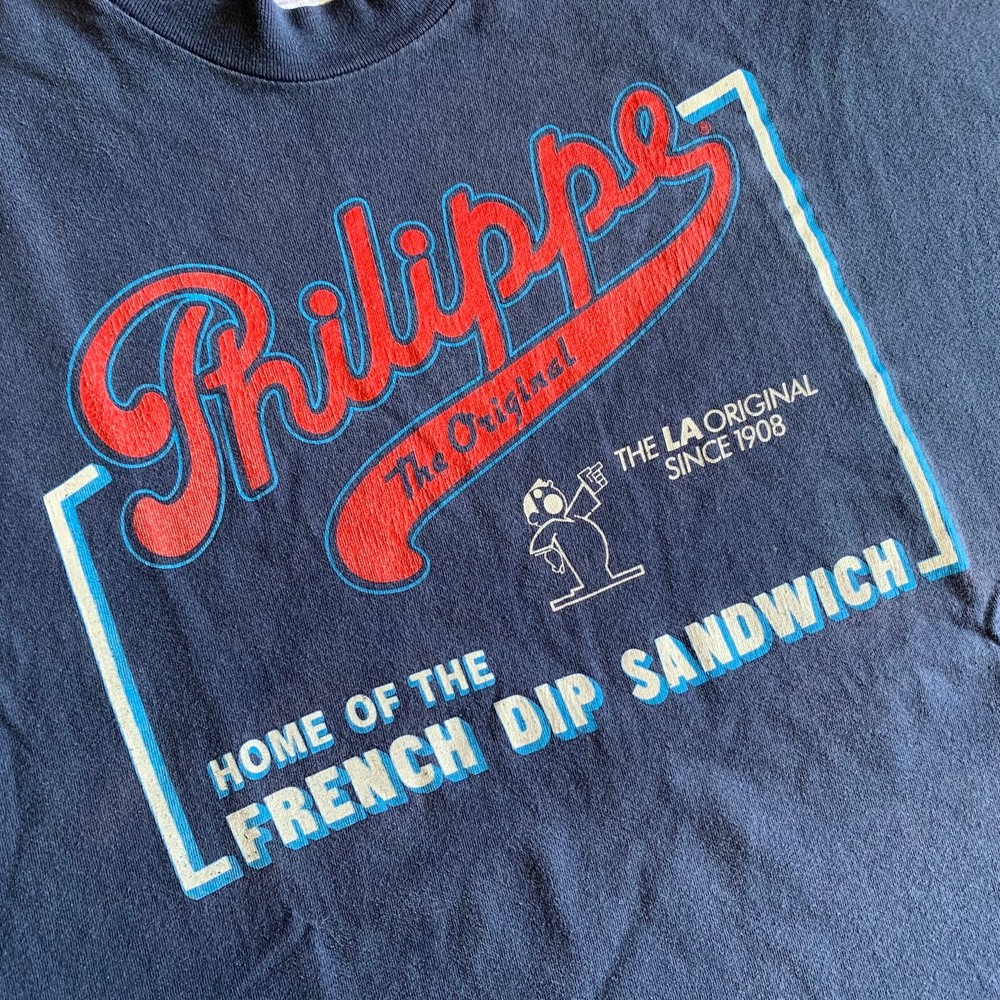 Philippe®
The Original
THE LA ORIGINAL
SINCE 1908
HOME OF THE
FRENCH DIP SANDWICH